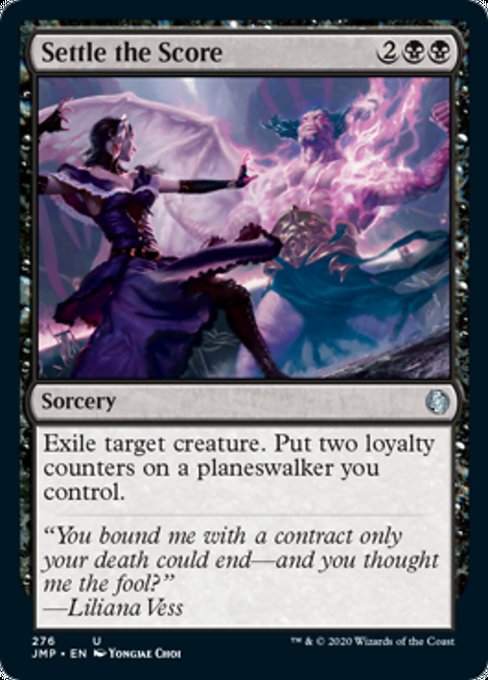 Settle the Score 2
Sorcery
Exile target creature. Put two loyalty
counters on a planeswalker you
control.
“You bound me with a contract only
your death could end—and you thought
me the fool?”
—Liliana Vess
276 U
JMP • EN Yongjae Choi
™ & © 2020 Wizards of the Coast